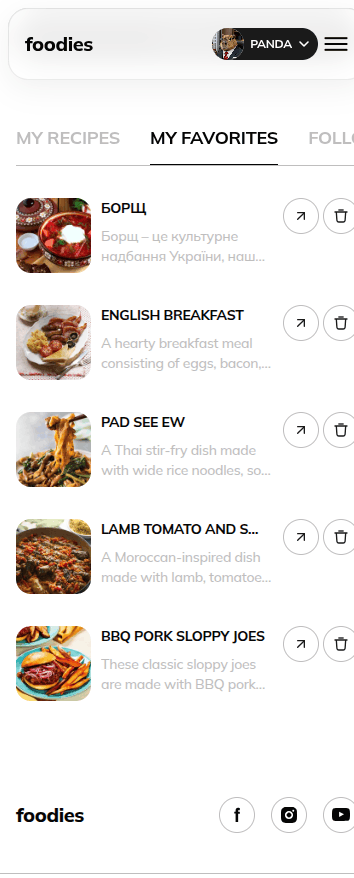 foodies
PANDA
MY RECIPES MY FAVORITES FOLLO
БОРЩ
Борщ – це культурне
надбання України, наш...
ENGLISH BREAKFAST
A hearty breakfast meal
consisting of eggs, bacon,...
PAD SEE EW
A Thai stir-fry dish made
with wide rice noodles, so...
LAMB TOMATO AND S...
A Moroccan-inspired dish
made with lamb, tomatoe...
BBQ PORK SLOPPY JOES
These classic sloppy joes
are made with BBQ pork...
foodies